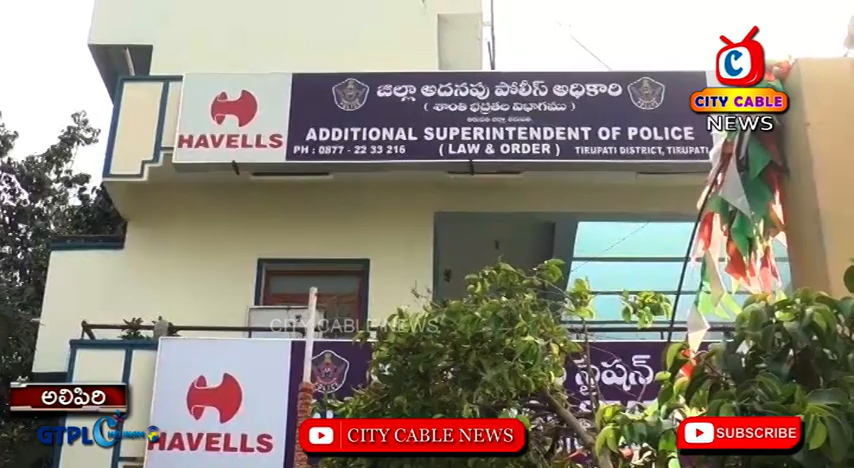 CITY CABLE
NEWS
HAVELLS
జిల్లా అదనపు పోలీస్ అధికారి
( శాంతి భద్రతల విభాగము )
ADDITIONAL SUPERINTENDENT OF POLICE
PH : 0877 - 22 33 216 ( LAW & ORDER ) TIRUPATI DISTRICT, TIRUPATI
CITY CABLE NEWS
HAVELLS
స్టేషన్
అలిపిరి
GTPL
CITY CABLE NEWS
SUBSCRIBE